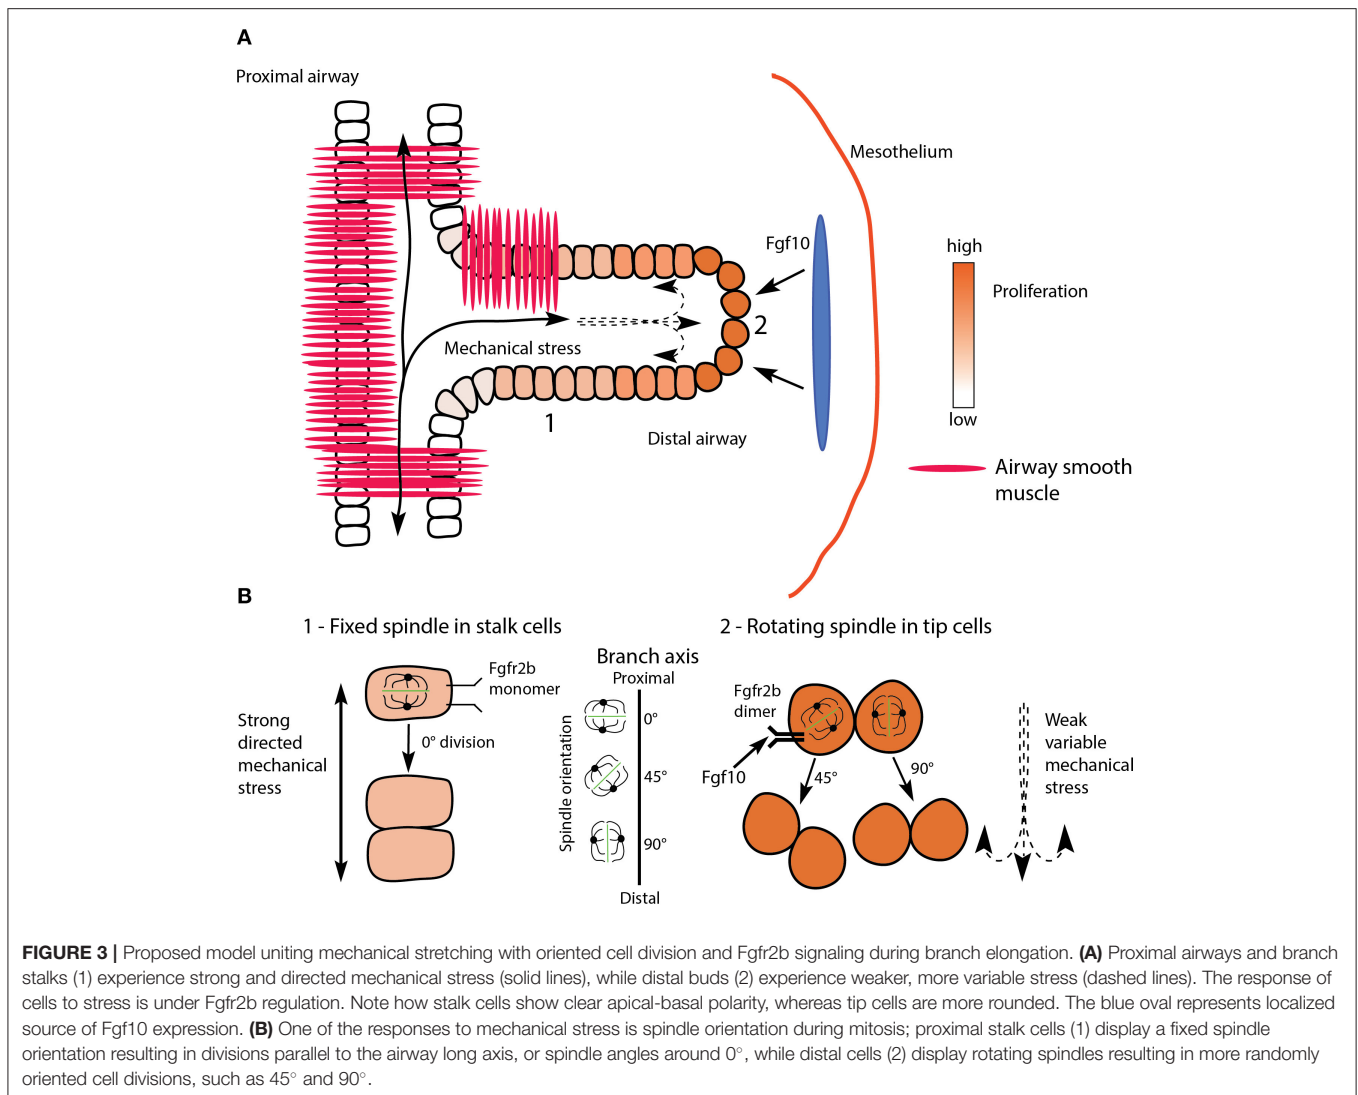 A
Proximal airway
Mesothelium
Fgf10
high
Proliferation
low
2
Mechanical stress
1
Distal airway
Airway smooth
muscle
B
1 - Fixed spindle in stalk cells
2 - Rotating spindle in tip cells
Strong
directed
mechanical
stress
Fgfr2b
monomer
0° division
Branch axis
Proximal
Spindle orientation
0°
45°
90°
Distal
Fgfr2b
dimer
Fgf10
45°
90°
Weak
variable
mechanical
stress
FIGURE 3 | Proposed model uniting mechanical stretching with oriented cell division and Fgfr2b signaling during branch elongation. (A) Proximal airways and branch
stalks (1) experience strong and directed mechanical stress (solid lines), while distal buds (2) experience weaker, more variable stress (dashed lines). The response of
cells to stress is under Fgfr2b regulation. Note how stalk cells show clear apical-basal polarity, whereas tip cells are more rounded. The blue oval represents localized
source of Fgf10 expression. (B) One of the responses to mechanical stress is spindle orientation during mitosis; proximal stalk cells (1) display a fixed spindle
orientation resulting in divisions parallel to the airway long axis, or spindle angles around 0°, while distal cells (2) display rotating spindles resulting in more randomly
oriented cell divisions, such as 45° and 90°.